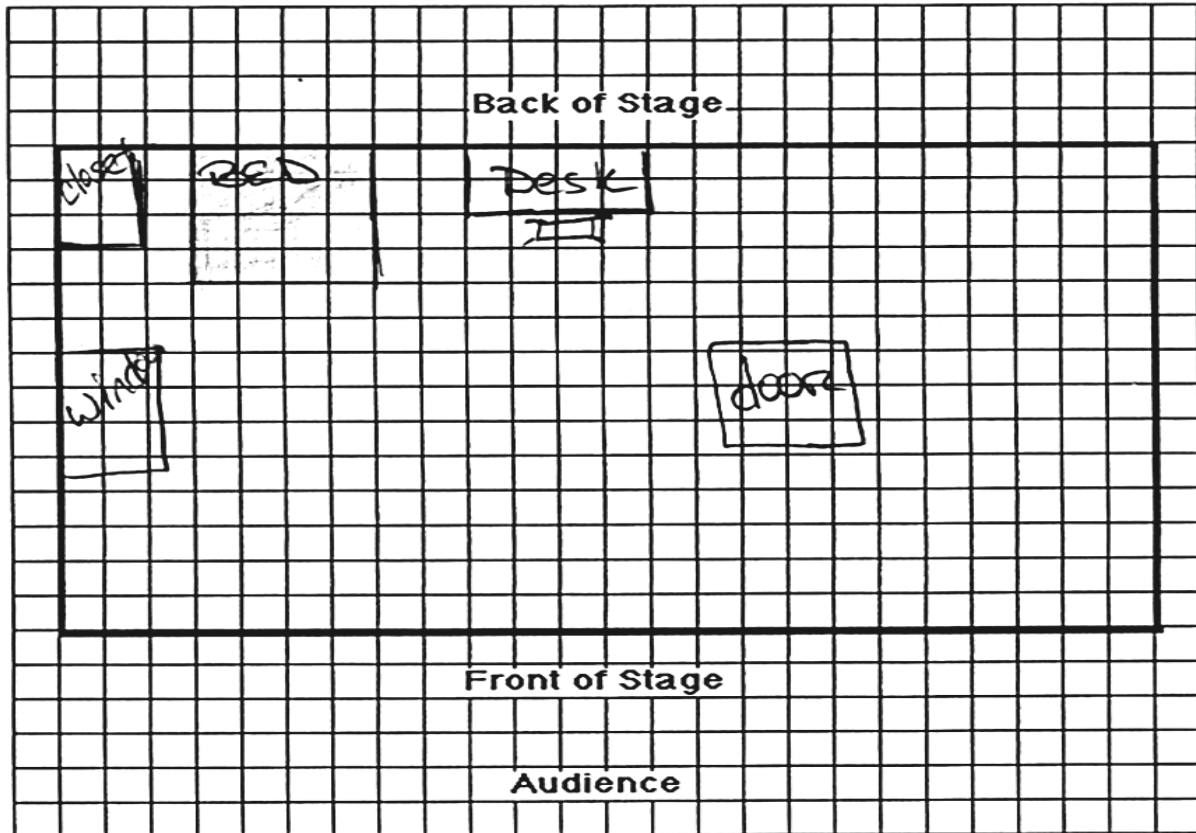 Back of Stage
closet
BED
Desk
Window
door
Front of Stage
Audience